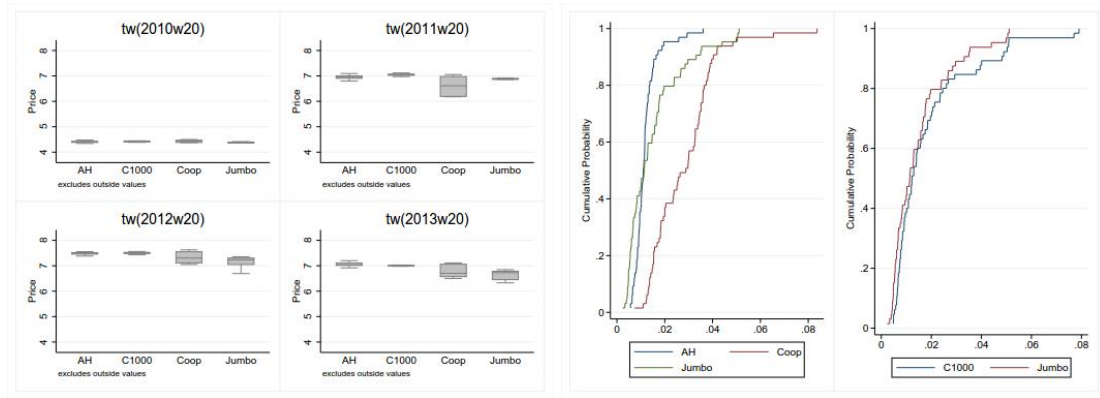 tw(2010w20)
Price
8
7
6
5
4
AH C1000 Coop Jumbo
excludes outside values
tw(2011w20)
Price
8
7
6
5
4
AH C1000 Coop Jumbo
excludes outside values
tw(2012w20)
Price
8
7
6
5
4
AH C1000 Coop Jumbo
excludes outside values
tw(2013w20)
Price
8
7
6
5
4
AH C1000 Coop Jumbo
excludes outside values
Cumulative Probability
1
.8
.6
.4
.2
0
0 .02 .04 .06 .08
AH Coop
Jumbo
Cumulative Probability
1
.8
.6
.4
.2
0
0 .02 .04 .06 .08
C1000 Jumbo